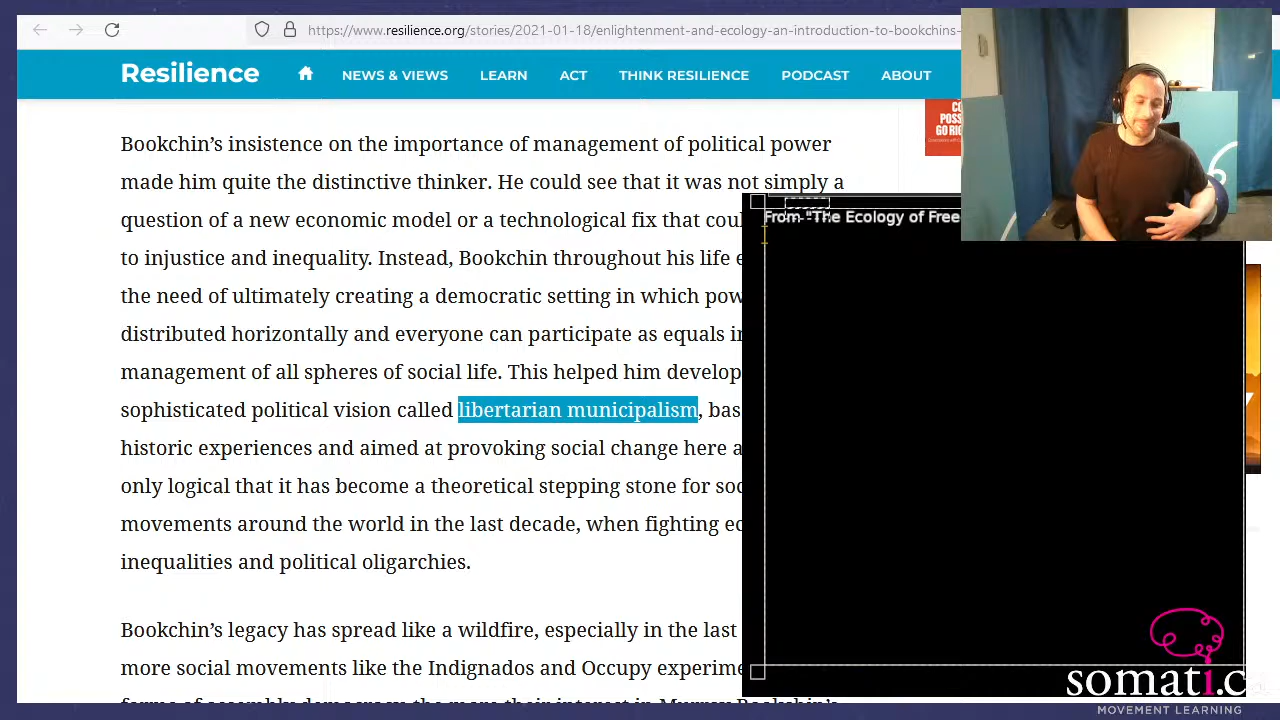 https://www.resilience.org/stories/2021-01-18/enlightenment-and-ecology-an-introduction-to-bookchins-
Resilience
NEWS & VIEWS
LEARN
ACT
THINK RESILIENCE
PODCAST
ABOUT
Bookchin’s insistence on the importance of management of political power
made him quite the distinctive thinker. He could see that it was not simply a
question of a new economic model or a technological fix that cou
to injustice and inequality. Instead, Bookchin throughout his life e
the need of ultimately creating a democratic setting in which pow
distributed horizontally and everyone can participate as equals in
management of all spheres of social life. This helped him develop
sophisticated political vision called libertarian municipalism, bas
historic experiences and aimed at provoking social change here a
only logical that it has become a theoretical stepping stone for soc
movements around the world in the last decade, when fighting ec
inequalities and political oligarchies.
Bookchin’s legacy has spread like a wildfire, especially in the last
more social movements like the Indignados and Occupy experime
From "The Ecology of Free
GO RI
somati.c
MOVEMENT LEARNING